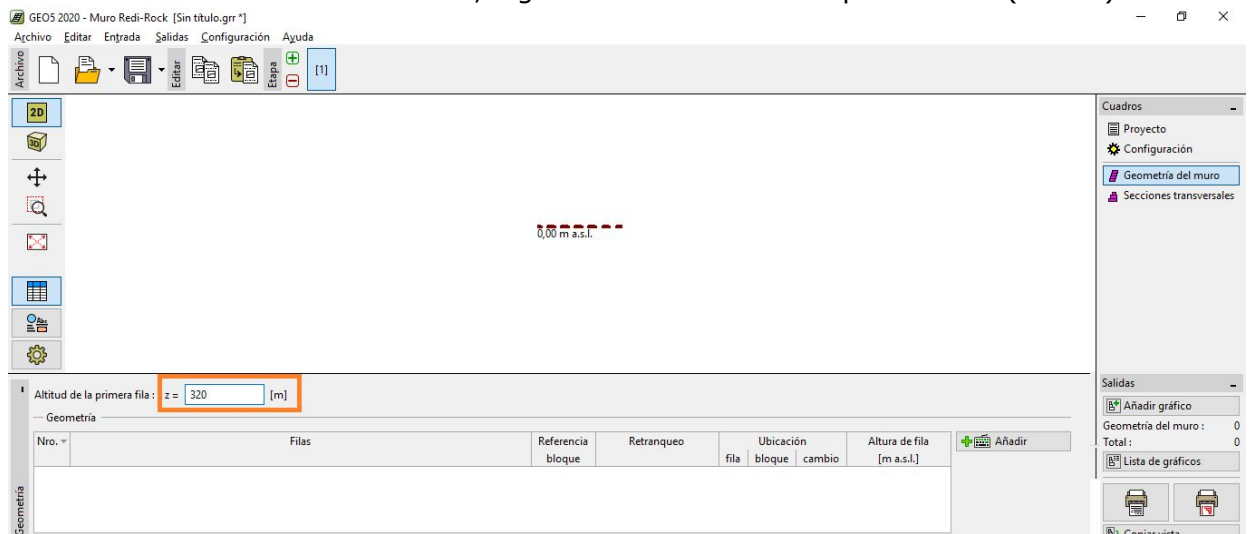 GEO5 2020 - Muro Redi-Rock [Sin título.grr *]
Archivo Editar Entrada Salidas Configuración Ayuda
Archivo
Editar
Etapa
[1]
2D
3D
0,00 m a.s.l.
Cuadros
Proyecto
Configuración
Geometría del muro
Secciones transversales
Altitud de la primera fila : z = 320 [m]
Geometría
Nro. Filas Referencia bloque Retranqueo Ubicación Altura de fila
fila bloque cambio [m a.s.l.]
Añadir
Geometría
Salidas
Añadir gráfico
Geometría del muro : 0
Total : 0
Lista de gráficos
Copiar vista